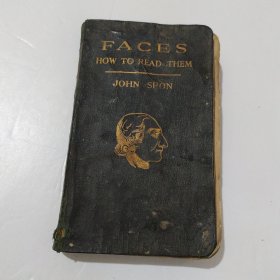 FACES
HOW TO READ THEM
JOHN SPON